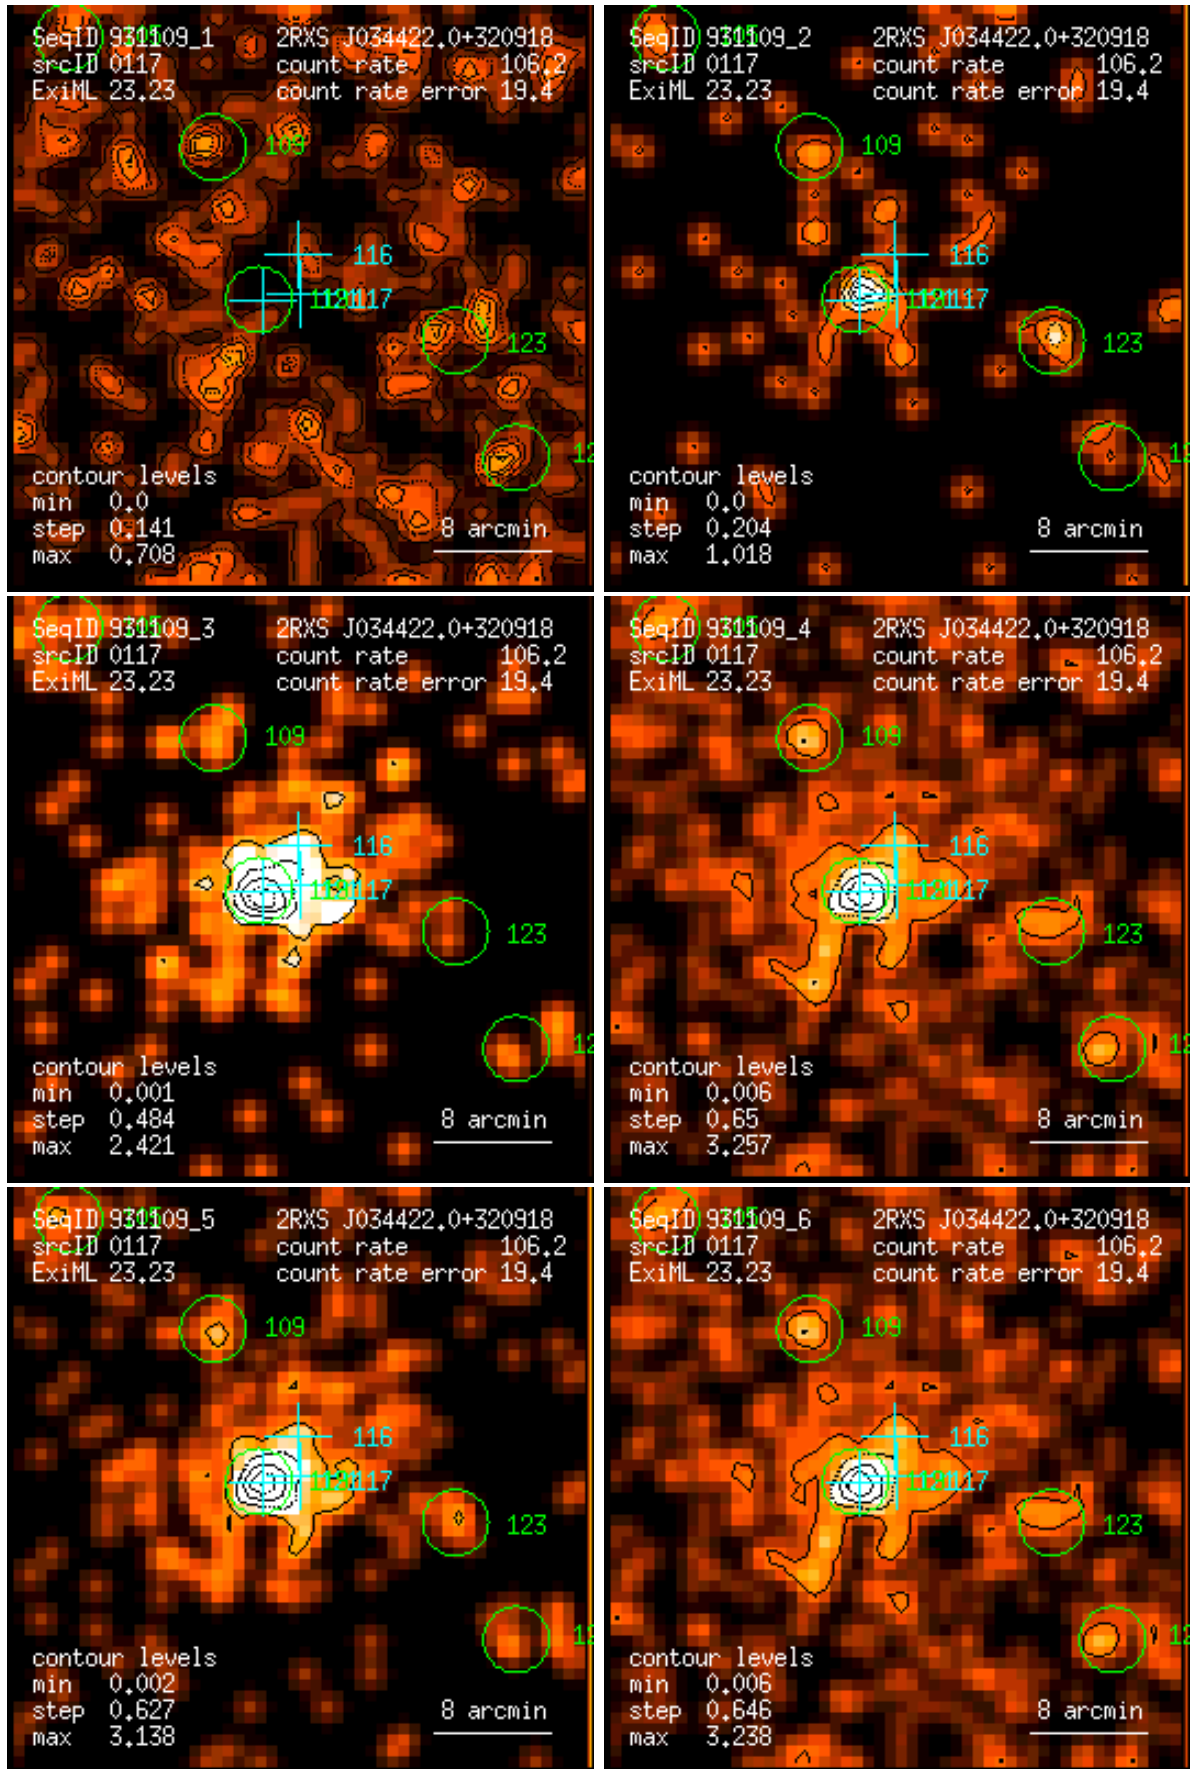 SeqID 931509_1 2RXS J034422.0+320918
srcID 0117 count rate 106.2
ExiML 23.23 count rate error 19.4
109
116
117
123
contour levels
min 0.0
step 0.141
max 0.708
8 arcmin
SeqID 931509_2 2RXS J034422.0+320918
srcID 0117 count rate 106.2
ExiML 23.23 count rate error 19.4
109
116
117
123
contour levels
min 0.0
step 0.204
max 1.018
8 arcmin
SeqID 931509_3 2RXS J034422.0+320918
srcID 0117 count rate 106.2
ExiML 23.23 count rate error 19.4
109
116
117
123
contour levels
min 0.001
step 0.484
max 2.421
8 arcmin
SeqID 931509_4 2RXS J034422.0+320918
srcID 0117 count rate 106.2
ExiML 23.23 count rate error 19.4
109
116
117
123
contour levels
min 0.006
step 0.65
max 3.257
8 arcmin
SeqID 931509_5 2RXS J034422.0+320918
srcID 0117 count rate 106.2
ExiML 23.23 count rate error 19.4
109
116
117
123
contour levels
min 0.002
step 0.627
max 3.138
8 arcmin
SeqID 931509_6 2RXS J034422.0+320918
srcID 0117 count rate 106.2
ExiML 23.23 count rate error 19.4
109
116
117
123
contour levels
min 0.006
step 0.646
max 3.238
8 arcmin